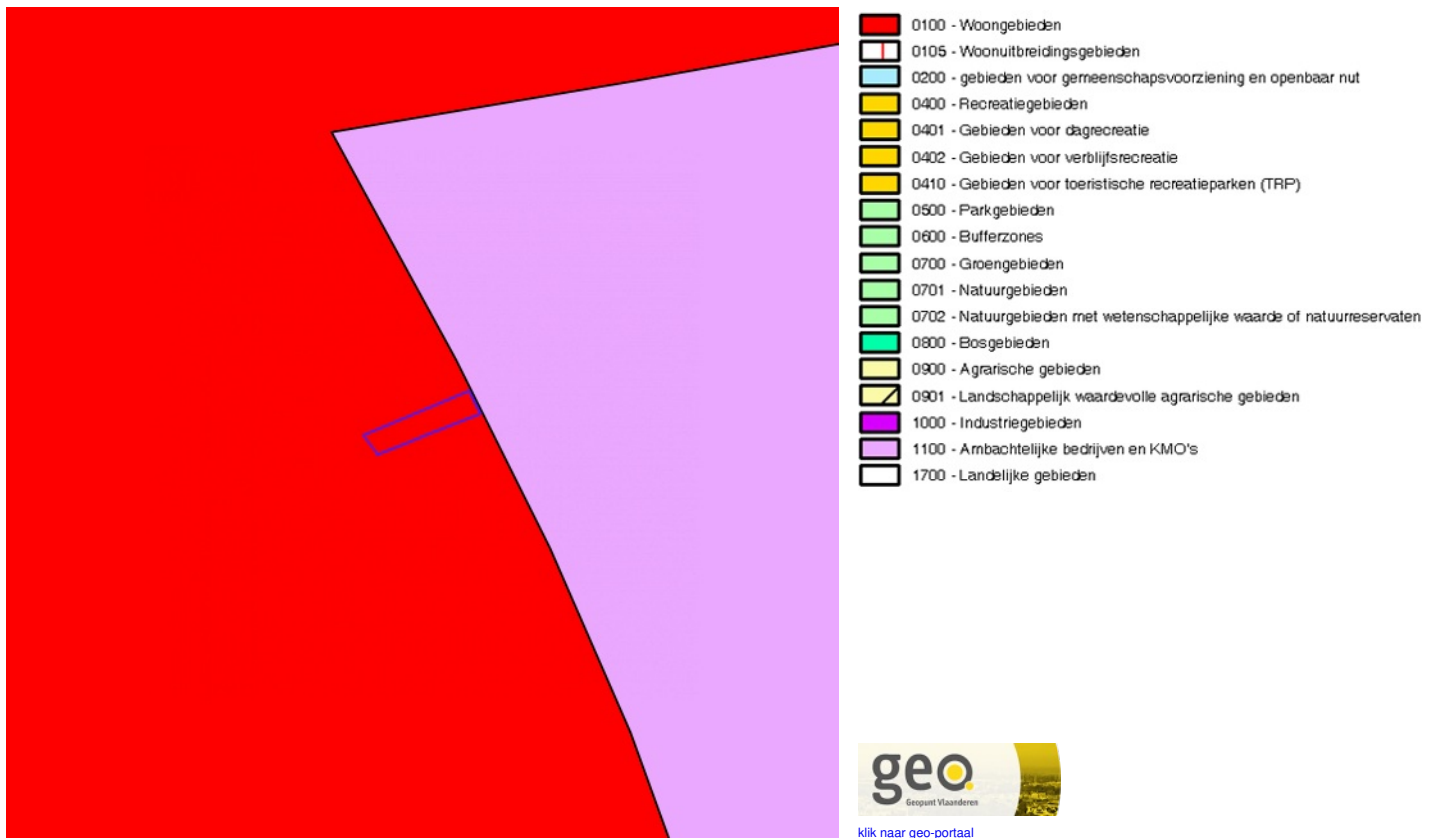 0100 - Woongebieden
0105 - Woonuitbreidingsgebieden
0200 - gebieden voor gemeenschapsvoorziening en openbaar nut
0400 - Recreatiegebieden
0401 - Gebieden voor dagrecreatie
0402 - Gebieden voor verblijfsrecreatie
0410 - Gebieden voor toeristische recreatieparken (TRP)
0500 - Parkgebieden
0600 - Bufferzones
0700 - Groengebieden
0701 - Natuurgebieden
0702 - Natuurgebieden met wetenschappelijke waarde of natuurreservaten
0800 - Bosgebieden
0900 - Agrarische gebieden
0901 - Landschappelijk waardevolle agrarische gebieden
1000 - Industriegebieden
1100 - Ambachtelijke bedrijven en KMO's
1700 - Landelijke gebieden
geo
Geopunt Vlaanderen
klik naar geo-portaal